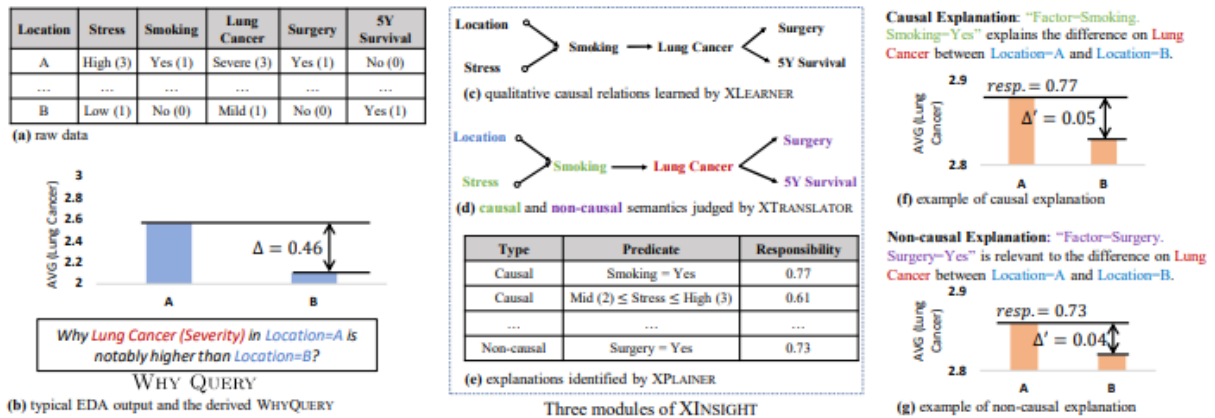 Location Stress Smoking Lung Cancer Surgery 5Y Survival
A High (3) Yes (1) Severe (3) Yes (1) No (0)
... ... ... ... ... ...
B Low (1) No (0) Mild (1) No (0) Yes (1)
(a) raw data
AVG (Lung Cancer)
3
2.8
2.6
2.4
2.2
2
Δ = 0.46
A B
Why Lung Cancer (Severity) in Location=A is
notably higher than Location=B?
WHY QUERY
(b) typical EDA output and the derived WHYQUERY
Location
Stress
Smoking
Lung Cancer
Surgery
5Y Survival
(c) qualitative causal relations learned by XLEARNER
Location
Stress
Smoking
Lung Cancer
Surgery
5Y Survival
(d) causal and non-causal semantics judged by XTRANSLATOR
Type Predicate Responsibility
Causal Smoking = Yes 0.77
Causal Mid (2) ≤ Stress ≤ High (3) 0.61
... ... ...
Non-causal Surgery = Yes 0.73
(e) explanations identified by XPLAINER
Three modules of XINSIGHT
Causal Explanation: “Factor=Smoking.
Smoking=Yes” explains the difference on Lung
Cancer between Location=A and Location=B.
AVG (Lung
Cancer)
2.9
2.8
resp. = 0.77
Δ′ = 0.05
A B
(f) example of causal explanation
Non-causal Explanation: “Factor=Surgery.
Surgery=Yes” is relevant to the difference on Lung
Cancer between Location=A and Location=B.
AVG (Lung
Cancer)
2.9
2.8
resp. = 0.73
Δ′ = 0.04
A B
(g) example of non-causal explanation